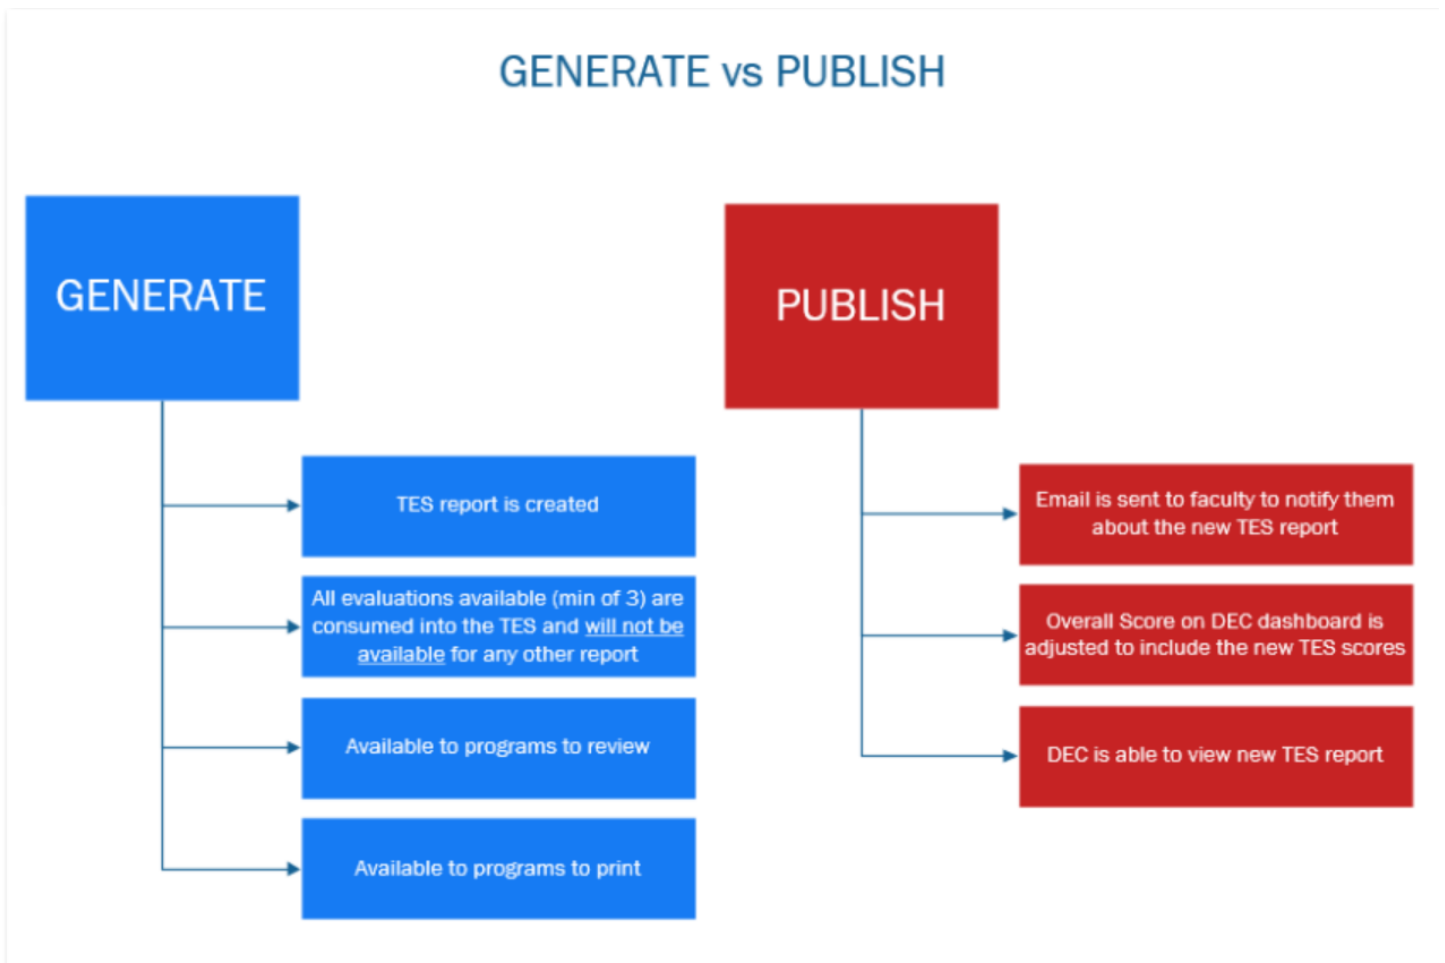 GENERATE vs PUBLISH
GENERATE
TES report is created
All evaluations available (min of 3) are
consumed into the TES and will not be
available for any other report
Available to programs to review
Available to programs to print
PUBLISH
Email is sent to faculty to notify them
about the new TES report
Overall Score on DEC dashboard is
adjusted to include the new TES scores
DEC is able to view new TES report